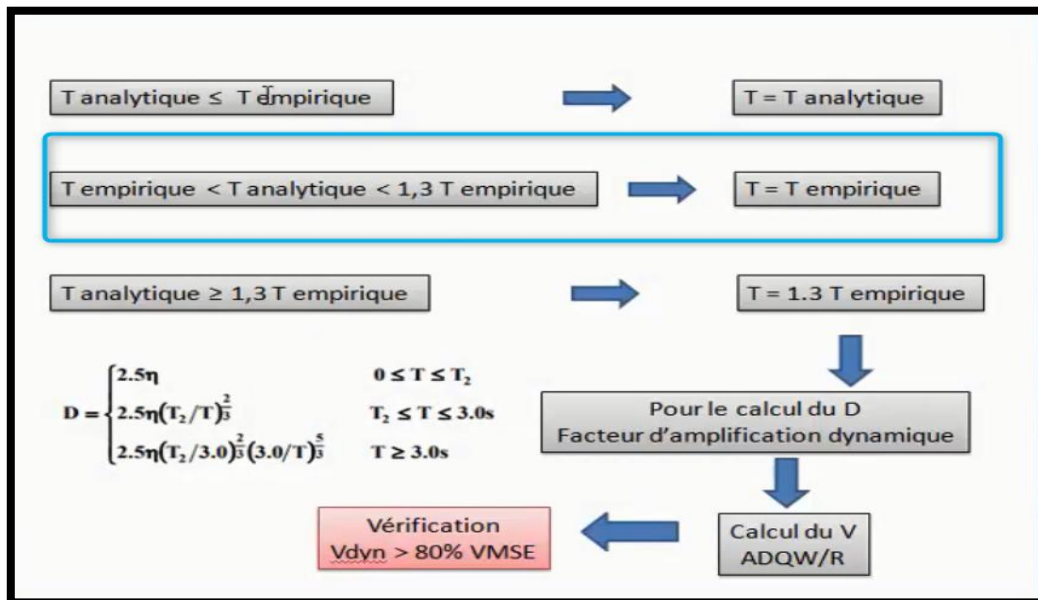 T analytique ≤ T empirique
T = T analytique
T empirique < T analytique < 1,3 T empirique
T = T empirique
T analytique ≥ 1,3 T empirique
T = 1.3 T empirique
D = { 2.5η 0 ≤ T ≤ T₂
2.5η(T₂/T)^(2/3) T₂ ≤ T ≤ 3.0s
2.5η(T₂/3.0)^(2/3)(3.0/T)^(5/3) T ≥ 3.0s
Pour le calcul du D
Facteur d'amplification dynamique
Calcul du V
ADQW/R
Vérification
Vdyn > 80% VMSE